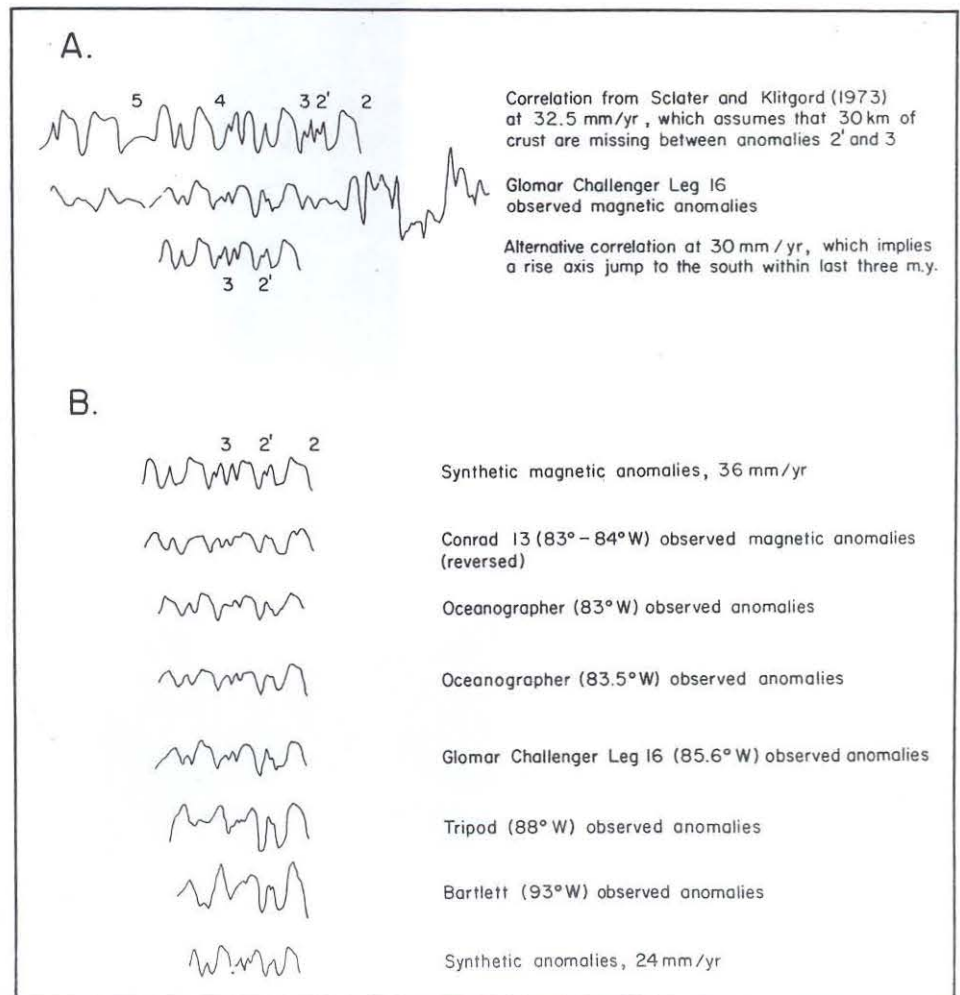 A.
5 4 3 2' 2
Correlation from Sclater and Klitgord (1973)
at 32.5 mm/yr, which assumes that 30 km of
crust are missing between anomalies 2' and 3
Glomar Challenger Leg 16
observed magnetic anomalies
Alternative correlation at 30 mm/yr, which implies
a rise axis jump to the south within last three m.y.
3 2'
B.
3 2' 2
Synthetic magnetic anomalies, 36 mm/yr
Conrad 13 (83°-84°W) observed magnetic anomalies
(reversed)
Oceanographer (83°W) observed anomalies
Oceanographer (83.5°W) observed anomalies
Glomar Challenger Leg 16 (85.6°W) observed anomalies
Tripod (88°W) observed anomalies
Bartlett (93°W) observed anomalies
Synthetic anomalies, 24 mm/yr